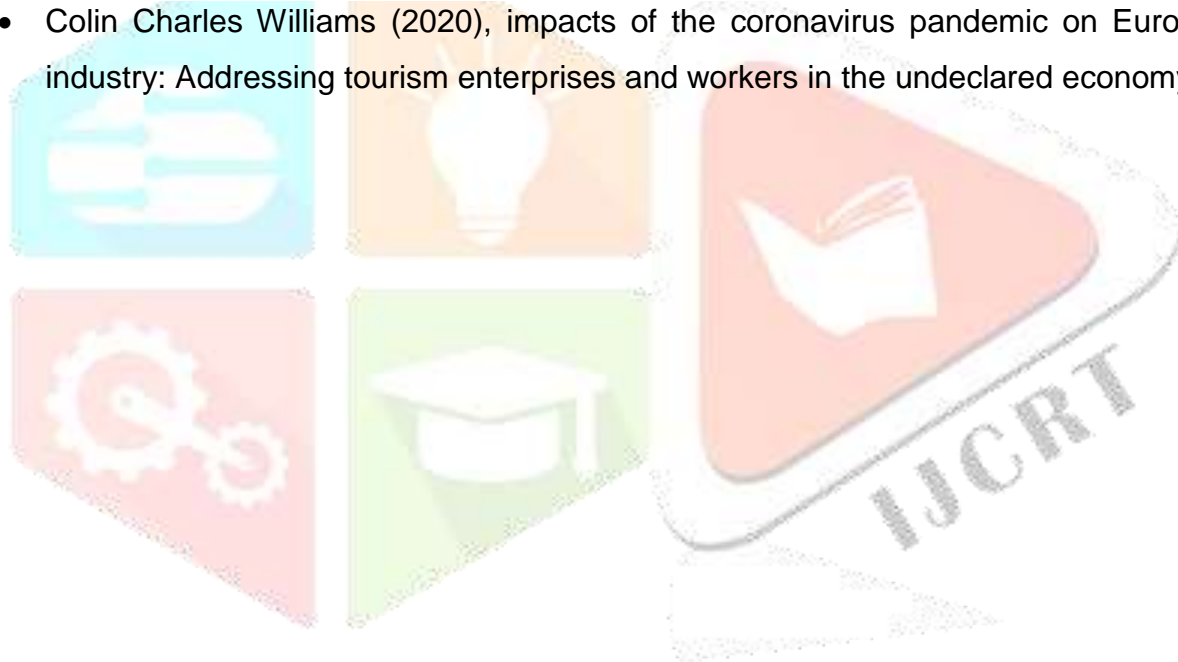 • Colin Charles Williams (2020), impacts of the coronavirus pandemic on Euro
industry: Addressing tourism enterprises and workers in the undeclared economy
IJCRT